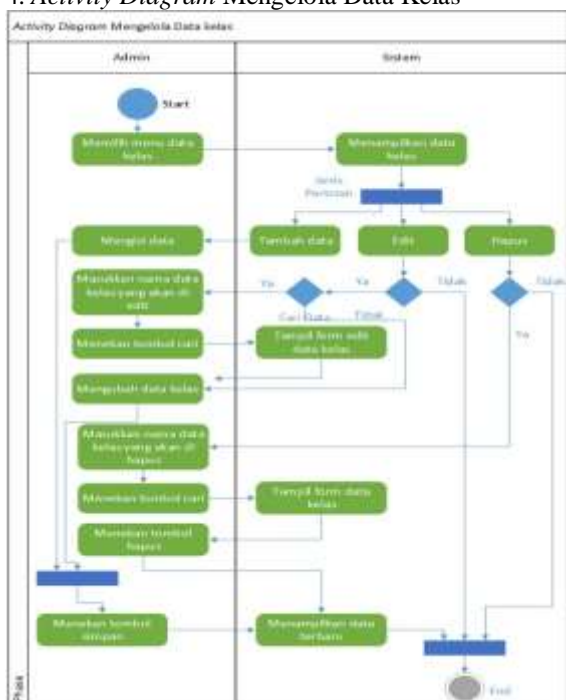 4. Activity Diagram Mengelola Data Kelas
Activity Diagram Mengelola Data kelas
Admin
Sistem
Start
Memilih menu data
kelas
Menampilkan data
kelas
Jenis
Perintah
Mengisi data
Tambah data
Edit
Hapus
Masukkan nama data
kelas yang akan di
edit
Ya
Ya
Tidak
Tidak
Cari Data
Tidak
Ya
Menekan tombol cari
Tampil form edit
data kelas
Mengubah data kelas
Masukkan nama data
kelas yang akan di
hapus
Menekan tombol cari
Tampil form data
kelas
Menekan tombol
hapus
Menekan tombol
simpan
Menampilkan data
terbaru
End
Phase